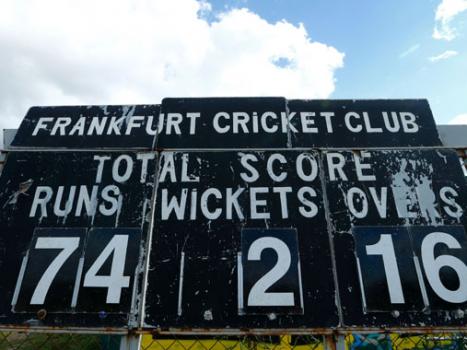 FRANKFURT CRICKET CLUB
TOTAL SCORE
RUNS WICKETS OVERS
74 2 16